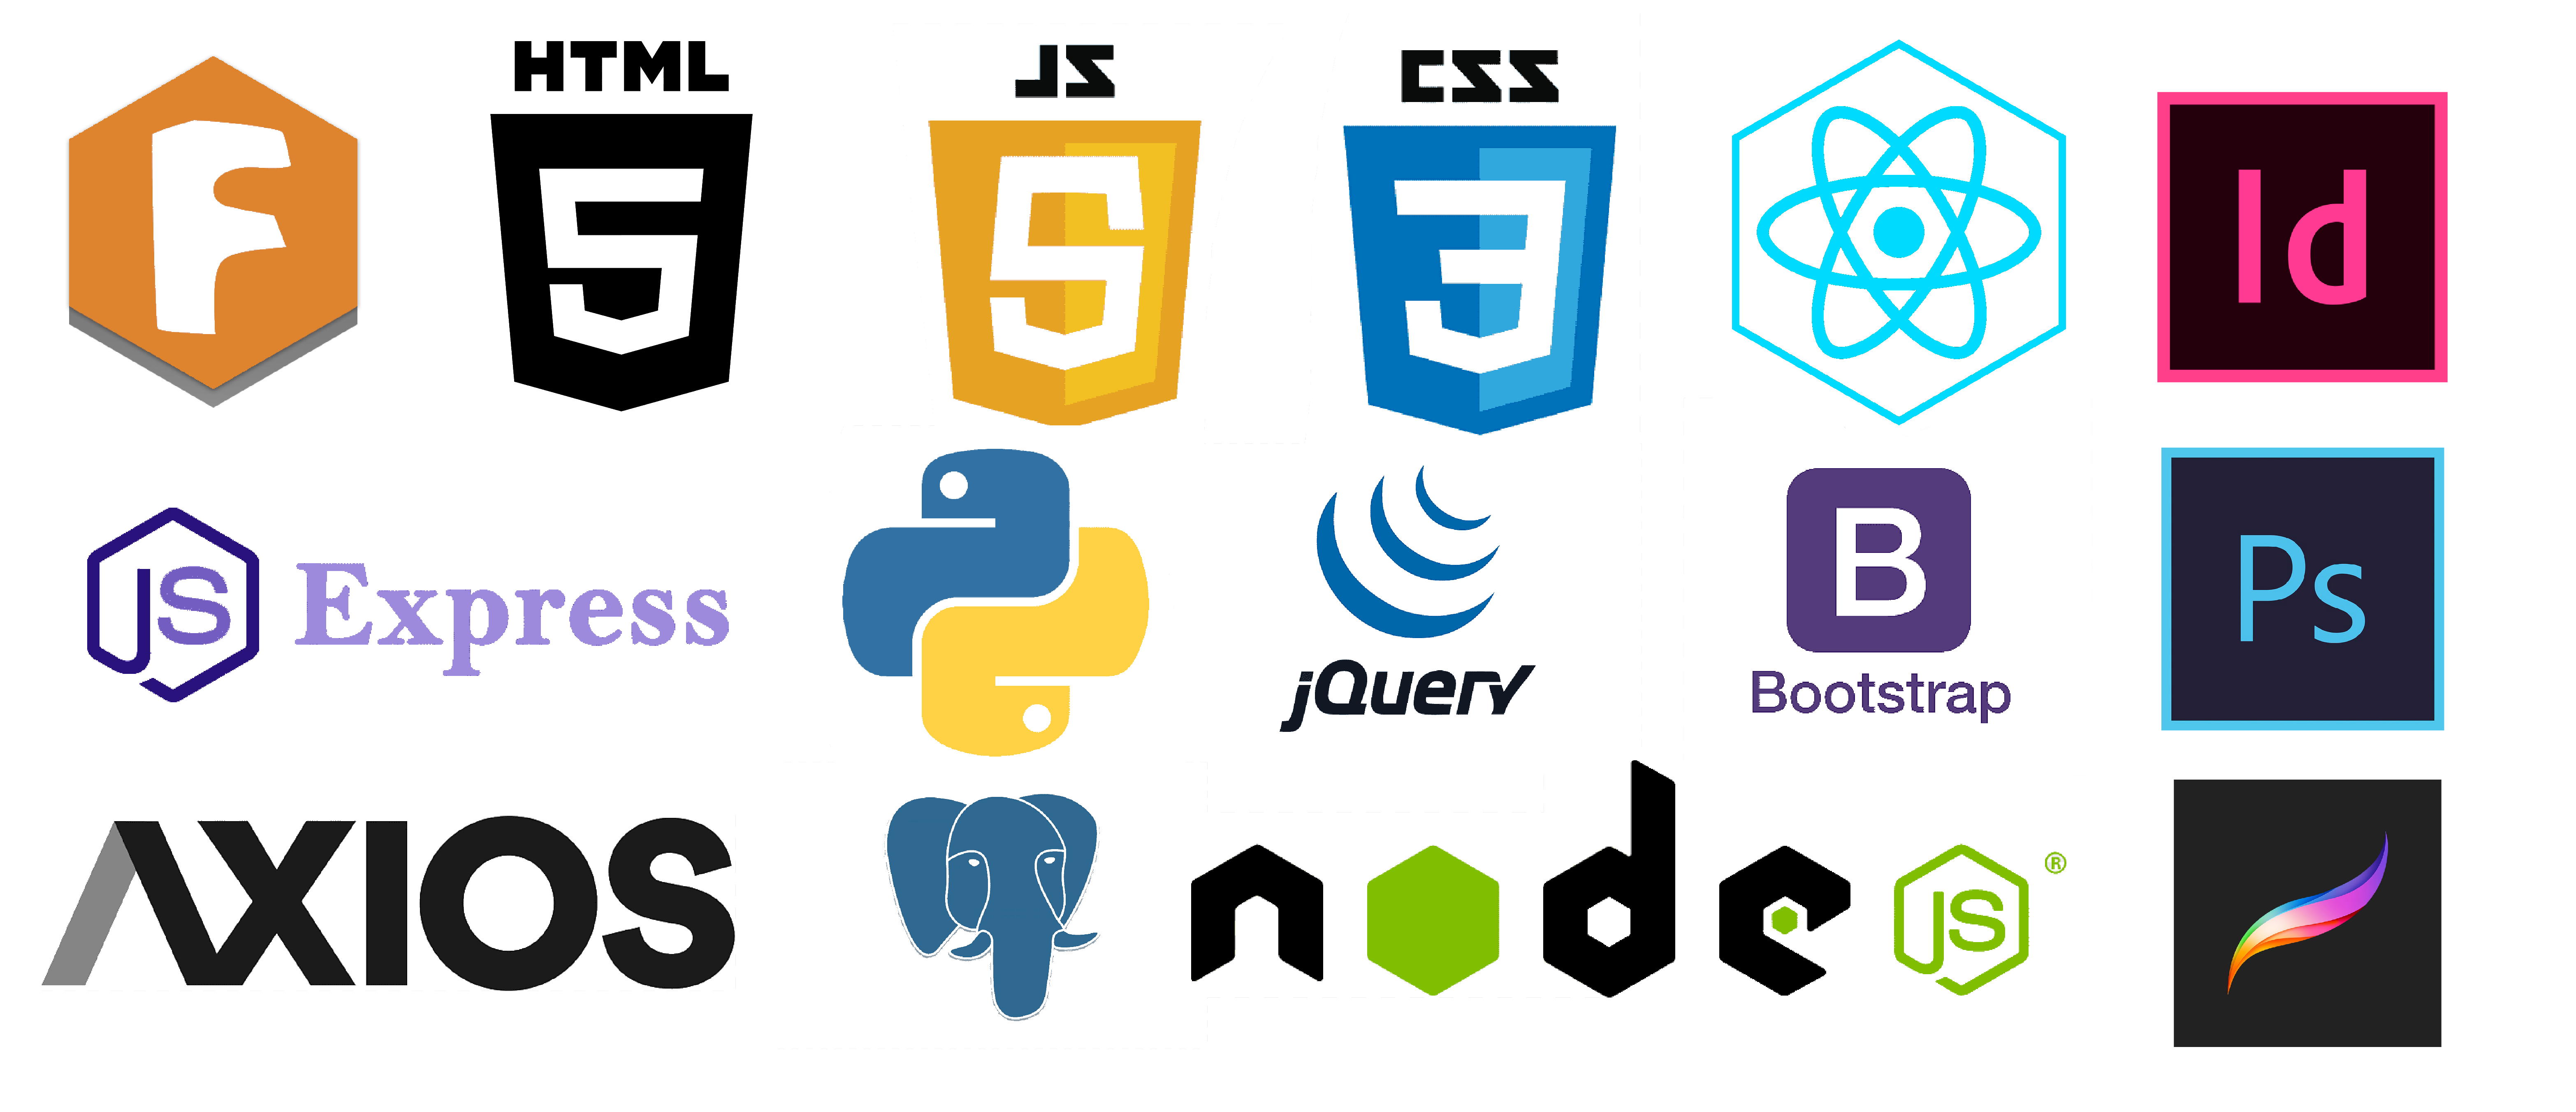 F
HTML
5
JS
5
CSS
3
Id
JS Express
jQuery
B
Bootstrap
Ps
AXIOS
node JS ®